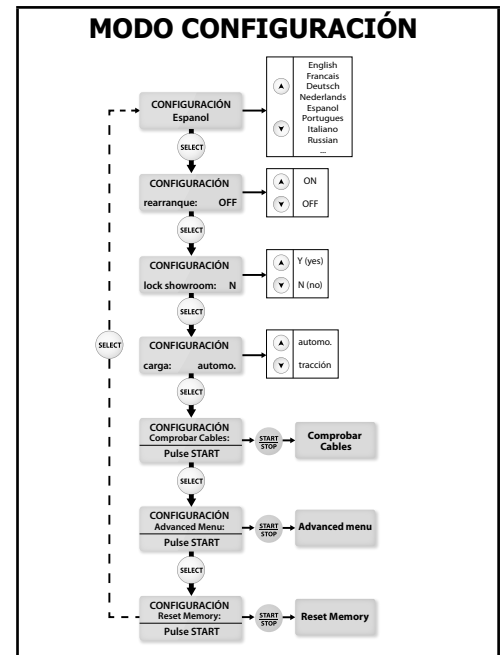 MODO CONFIGURACIÓN
CONFIGURACIÓN
Espanol
English
Francais
Deutsch
Nederlands
Espanol
Portugues
Italiano
Russian
...
SELECT
CONFIGURACIÓN
rearranque: OFF
ON
OFF
SELECT
CONFIGURACIÓN
lock showroom: N
Y (yes)
N (no)
SELECT
SELECT
CONFIGURACIÓN
carga: automo.
automo.
tracción
SELECT
CONFIGURACIÓN
Comprobar Cables:
Pulse START
START
STOP
Comprobar
Cables
SELECT
CONFIGURACIÓN
Advanced Menu:
Pulse START
START
STOP
Advanced menu
SELECT
CONFIGURACIÓN
Reset Memory:
Pulse START
START
STOP
Reset Memory